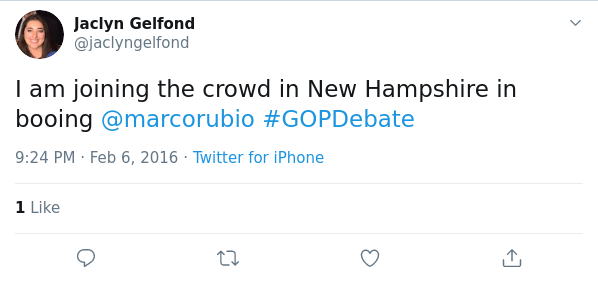 Jaclyn Gelfond
@jaclyngelfond
I am joining the crowd in New Hampshire in
booing @marcorubio #GOPDebate
9:24 PM · Feb 6, 2016 · Twitter for iPhone
1 Like